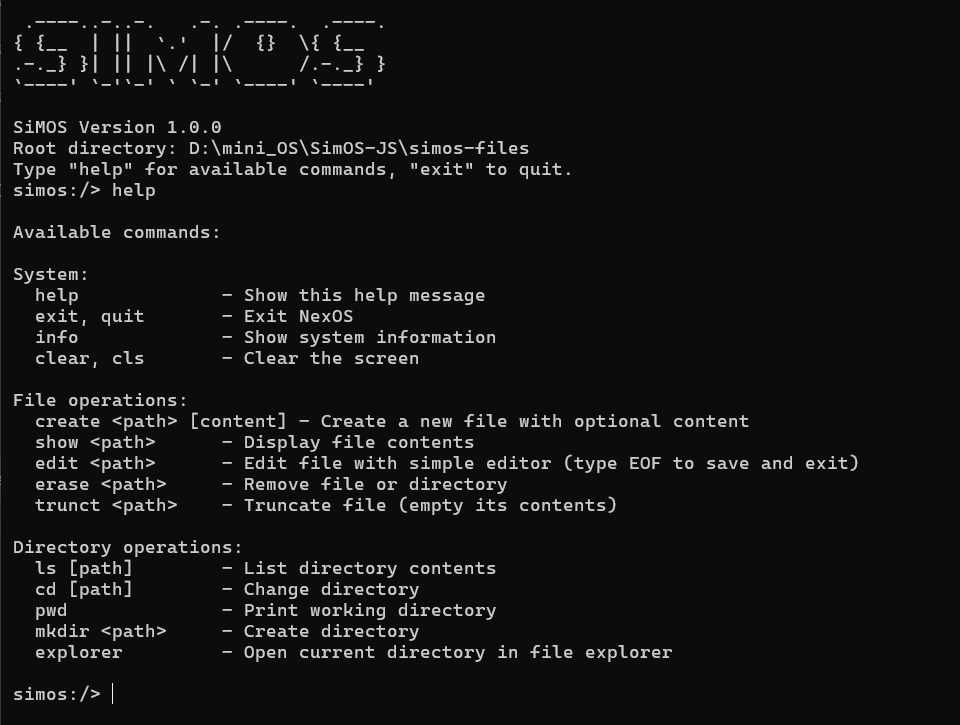 .----..-..-.   .-. .----.  .----.
{ {__  | ||  `.'  |/  {}  \{ {__
.-._} }| || |\ /| |\      /.-._} }
`----' `-'`-' ` `-' `----' `----'
SiMOS Version 1.0.0
Root directory: D:\mini_OS\SimOS-JS\simos-files
Type "help" for available commands, "exit" to quit.
simos:/> help
Available commands:
System:
  help             - Show this help message
  exit, quit       - Exit NexOS
  info             - Show system information
  clear, cls       - Clear the screen
File operations:
  create <path> [content] - Create a new file with optional content
  show <path>      - Display file contents
  edit <path>      - Edit file with simple editor (type EOF to save and exit)
  erase <path>     - Remove file or directory
  trunct <path>    - Truncate file (empty its contents)
Directory operations:
  ls [path]        - List directory contents
  cd [path]        - Change directory
  pwd              - Print working directory
  mkdir <path>     - Create directory
  explorer         - Open current directory in file explorer
simos:/>